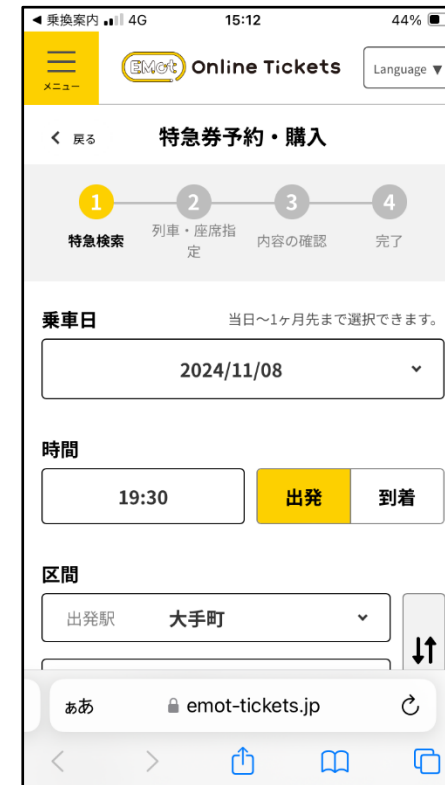 ◀ 乗換案内 4G 15:12 44%
メニュー EMot Online Tickets Language ▼
戻る 特急券予約・購入
1 2 3 4
特急検索 列車・座席指定 内容の確認 完了
乗車日 当日～1ヶ月先まで選択できます。
2024/11/08
時間
19:30 出発 到着
区間
出発駅 大手町
ぁあ emot-tickets.jp